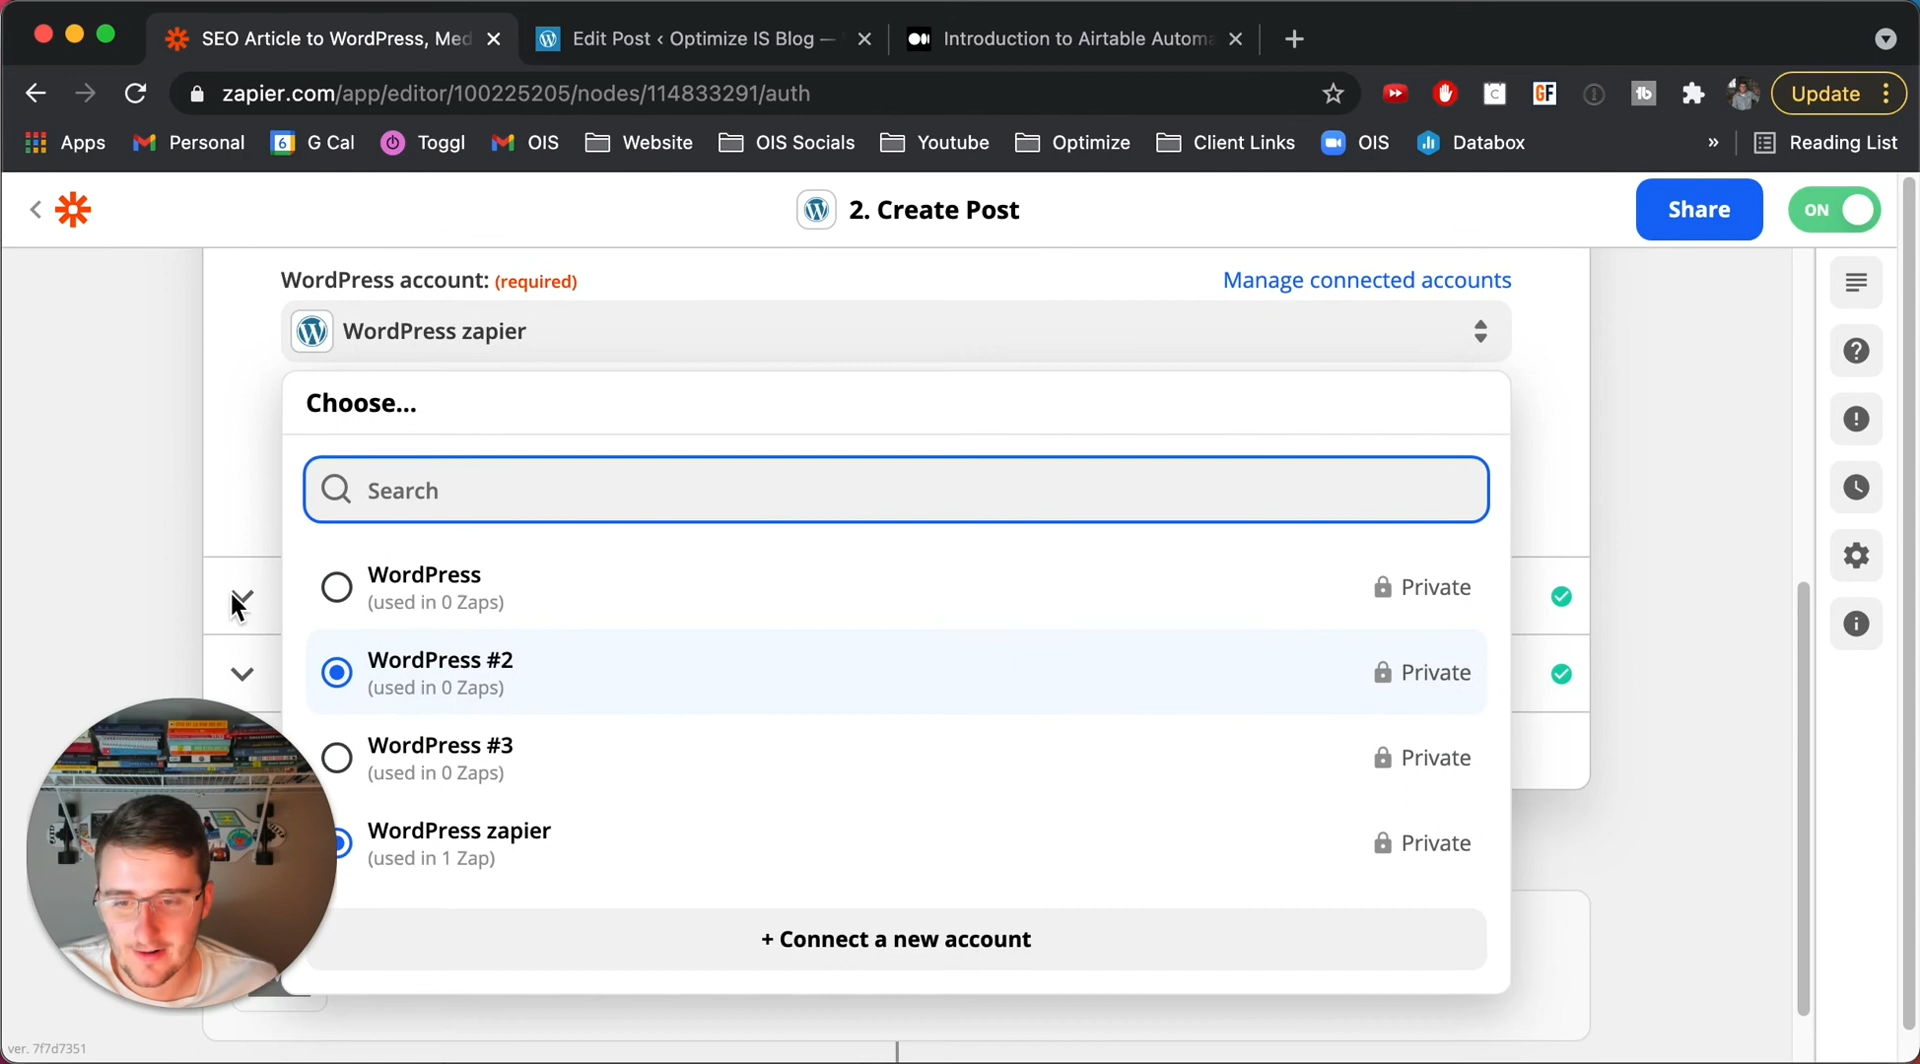 SEO Article to WordPress, Med
Edit Post ‹ Optimize IS Blog —
Introduction to Airtable Autom
zapier.com/app/editor/100225205/nodes/114833291/auth
C
GF
tb
Update
Apps
Personal
6
G Cal
Toggl
OIS
Website
OIS Socials
Youtube
Optimize
Client Links
OIS
Databox
»
Reading List
2. Create Post
Share
ON
WordPress account: (required)
Manage connected accounts
WordPress zapier
Choose...
Search
WordPress
(used in 0 Zaps)
Private
WordPress #2
(used in 0 Zaps)
Private
WordPress #3
(used in 0 Zaps)
Private
WordPress zapier
(used in 1 Zap)
Private
+ Connect a new account
ver. 7f7d7351